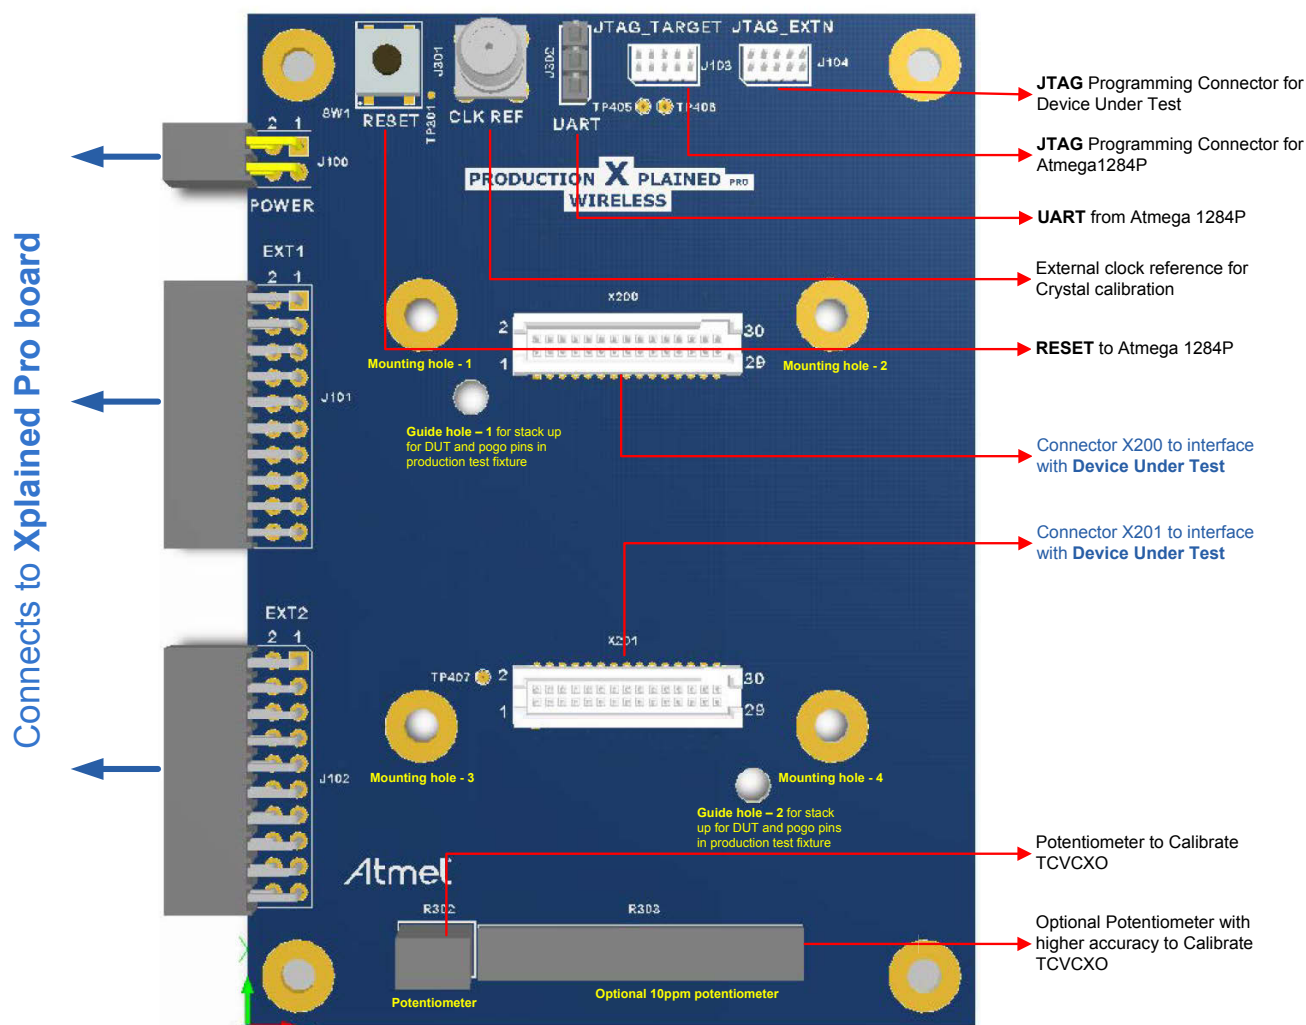 JTAG_TARGET JTAG_EXTN
J301
J302
J103
J104
SW1
RESET
TP301
CLK REF
UART
TP405
TP406
2 1
J100
POWER
PRODUCTION X PLAINED PRO
WIRELESS
EXT1
2 1
J101
X200
2
30
1
29
Mounting hole - 1
Mounting hole - 2
Guide hole – 1 for stack up
for DUT and pogo pins in
production test fixture
EXT2
2 1
J102
X201
TP407
2
30
1
29
Mounting hole - 3
Mounting hole - 4
Guide hole – 2 for stack
up for DUT and pogo pins
in production test fixture
Atmel
R302
R303
Potentiometer
Optional 10ppm potentiometer
X
Connects to Xplained Pro board
JTAG Programming Connector for
Device Under Test
JTAG Programming Connector for
Atmega1284P
UART from Atmega 1284P
External clock reference for
Crystal calibration
RESET to Atmega 1284P
Connector X200 to interface
with Device Under Test
Connector X201 to interface
with Device Under Test
Potentiometer to Calibrate
TCVCXO
Optional Potentiometer with
higher accuracy to Calibrate
TCVCXO